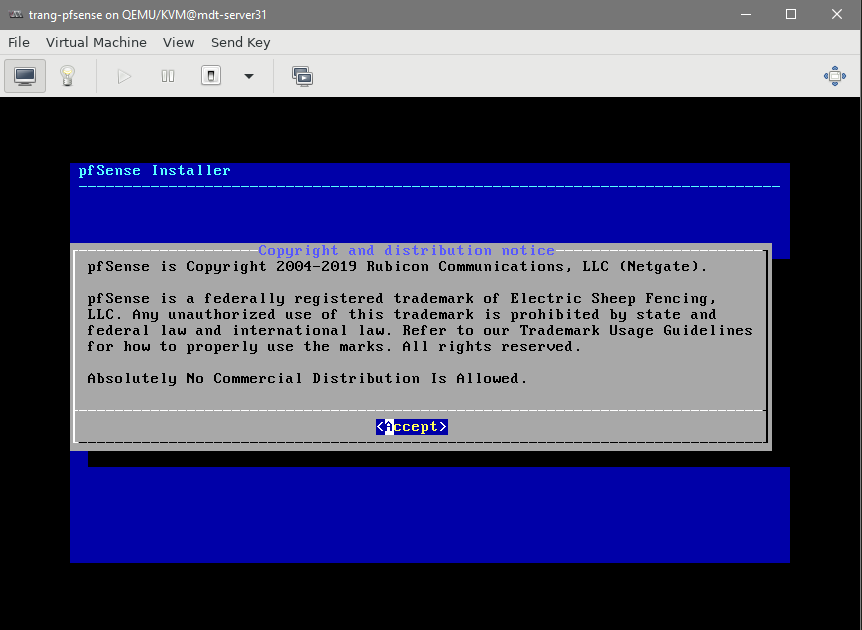 trang-pfsense on QEMU/KVM@mdt-server31
File Virtual Machine View Send Key
pfSense Installer
Copyright and distribution notice
pfSense is Copyright 2004-2019 Rubicon Communications, LLC (Netgate).
pfSense is a federally registered trademark of Electric Sheep Fencing,
LLC. Any unauthorized use of this trademark is prohibited by state and
federal law and international law. Refer to our Trademark Usage Guidelines
for how to properly use the marks. All rights reserved.
Absolutely No Commercial Distribution Is Allowed.
<Accept>